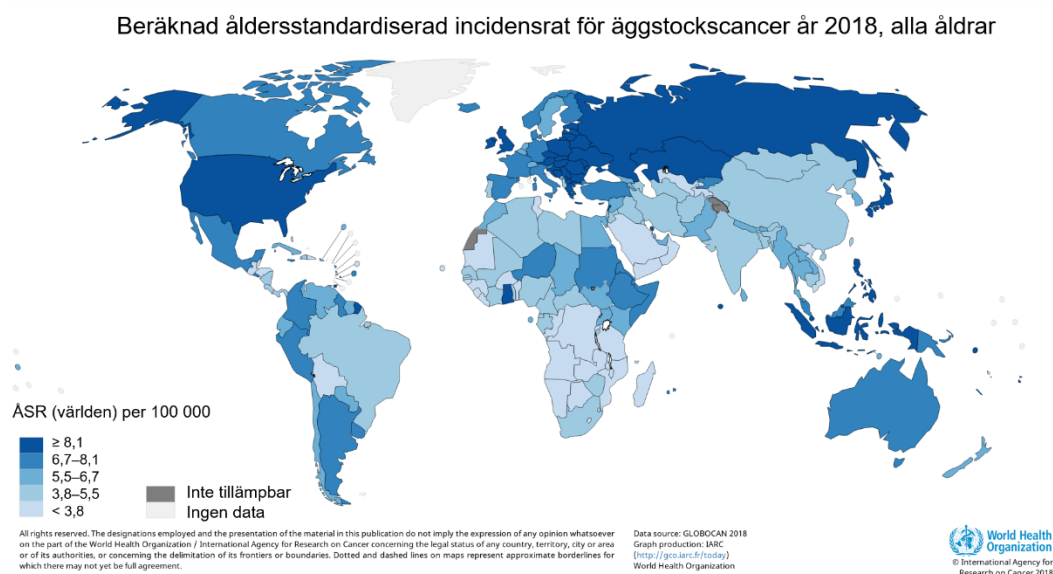 Beräknad åldersstandardiserad incidensrat för äggstockscancer år 2018, alla åldrar
ÅSR (världen) per 100 000
≥ 8,1
6,7–8,1
5,5–6,7
3,8–5,5
< 3,8
Inte tillämpbar
Ingen data
All rights reserved. The designations employed and the presentation of the material in this publication do not imply the expression of any opinion whatsoever
on the part of the World Health Organization / International Agency for Research on Cancer concerning the legal status of any country, territory, city or area
or of its authorities, or concerning the delimitation of its frontiers or boundaries. Dotted and dashed lines on maps represent approximate borderlines for
which there may not yet be full agreement.
Data source: GLOBOCAN 2018
Graph production: IARC
(http://gco.iarc.fr/today)
World Health Organization
World Health
Organization
© International Agency for
Research on Cancer 2018